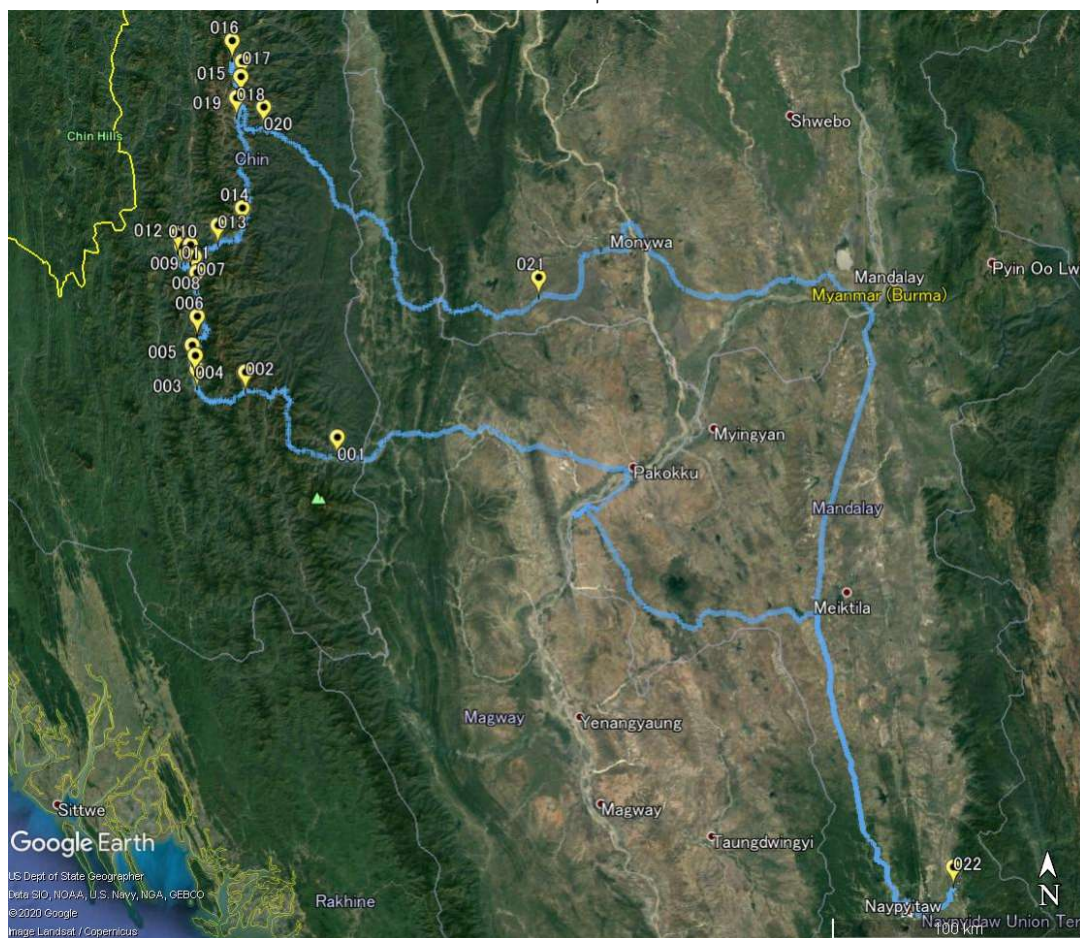 016
017
015
018
019
020
Shwebo
Chin Hills
Chin
014
013
012
010
011
009
007
008
Monywa
021
Pyin Oo Lw
Mandalay
Myanmar (Burma)
006
005
004
002
003
001
Myingyan
Pakokku
Mandalay
Meiktila
Magway
Yenangyaung
Sittwe
Magway
Taungdwingyi
Google Earth
US Dept of State Geographer
Data SIO, NOAA, U.S. Navy, NGA, GEBCO
©2020 Google
Image Landsat / Copernicus
Rakhine
022
N
Naypyitaw
Naypyidaw Union Ter
100 km